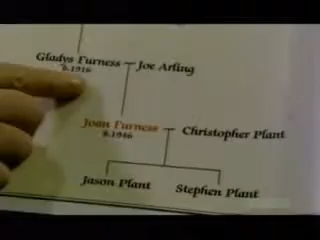 Gladys Furness Joe Arling
b.1916
Joan Furness Christopher Plant
b.1946
Jason Plant Stephen Plant